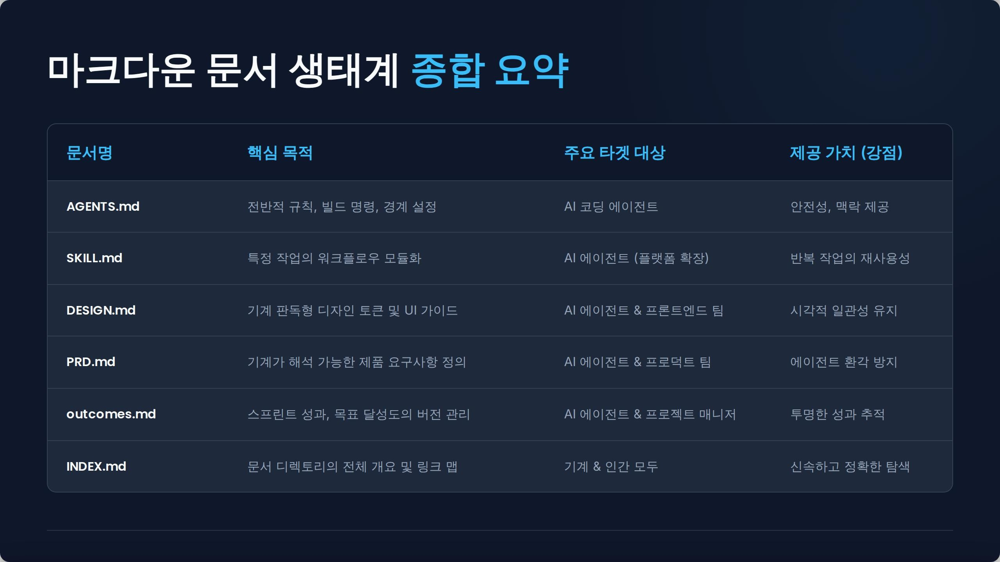 마크다운 문서 생태계 종합 요약
문서명 핵심 목적 주요 타겟 대상 제공 가치 (강점)
AGENTS.md 전반적 규칙, 빌드 명령, 경계 설정 AI 코딩 에이전트 안전성, 맥락 제공
SKILL.md 특정 작업의 워크플로우 모듈화 AI 에이전트 (플랫폼 확장) 반복 작업의 재사용성
DESIGN.md 기계 판독형 디자인 토큰 및 UI 가이드 AI 에이전트 & 프론트엔드 팀 시각적 일관성 유지
PRD.md 기계가 해석 가능한 제품 요구사항 정의 AI 에이전트 & 프로덕트 팀 에이전트 환각 방지
outcomes.md 스프린트 성과, 목표 달성도의 버전 관리 AI 에이전트 & 프로젝트 매니저 투명한 성과 추적
INDEX.md 문서 디렉토리의 전체 개요 및 링크 맵 기계 & 인간 모두 신속하고 정확한 탐색